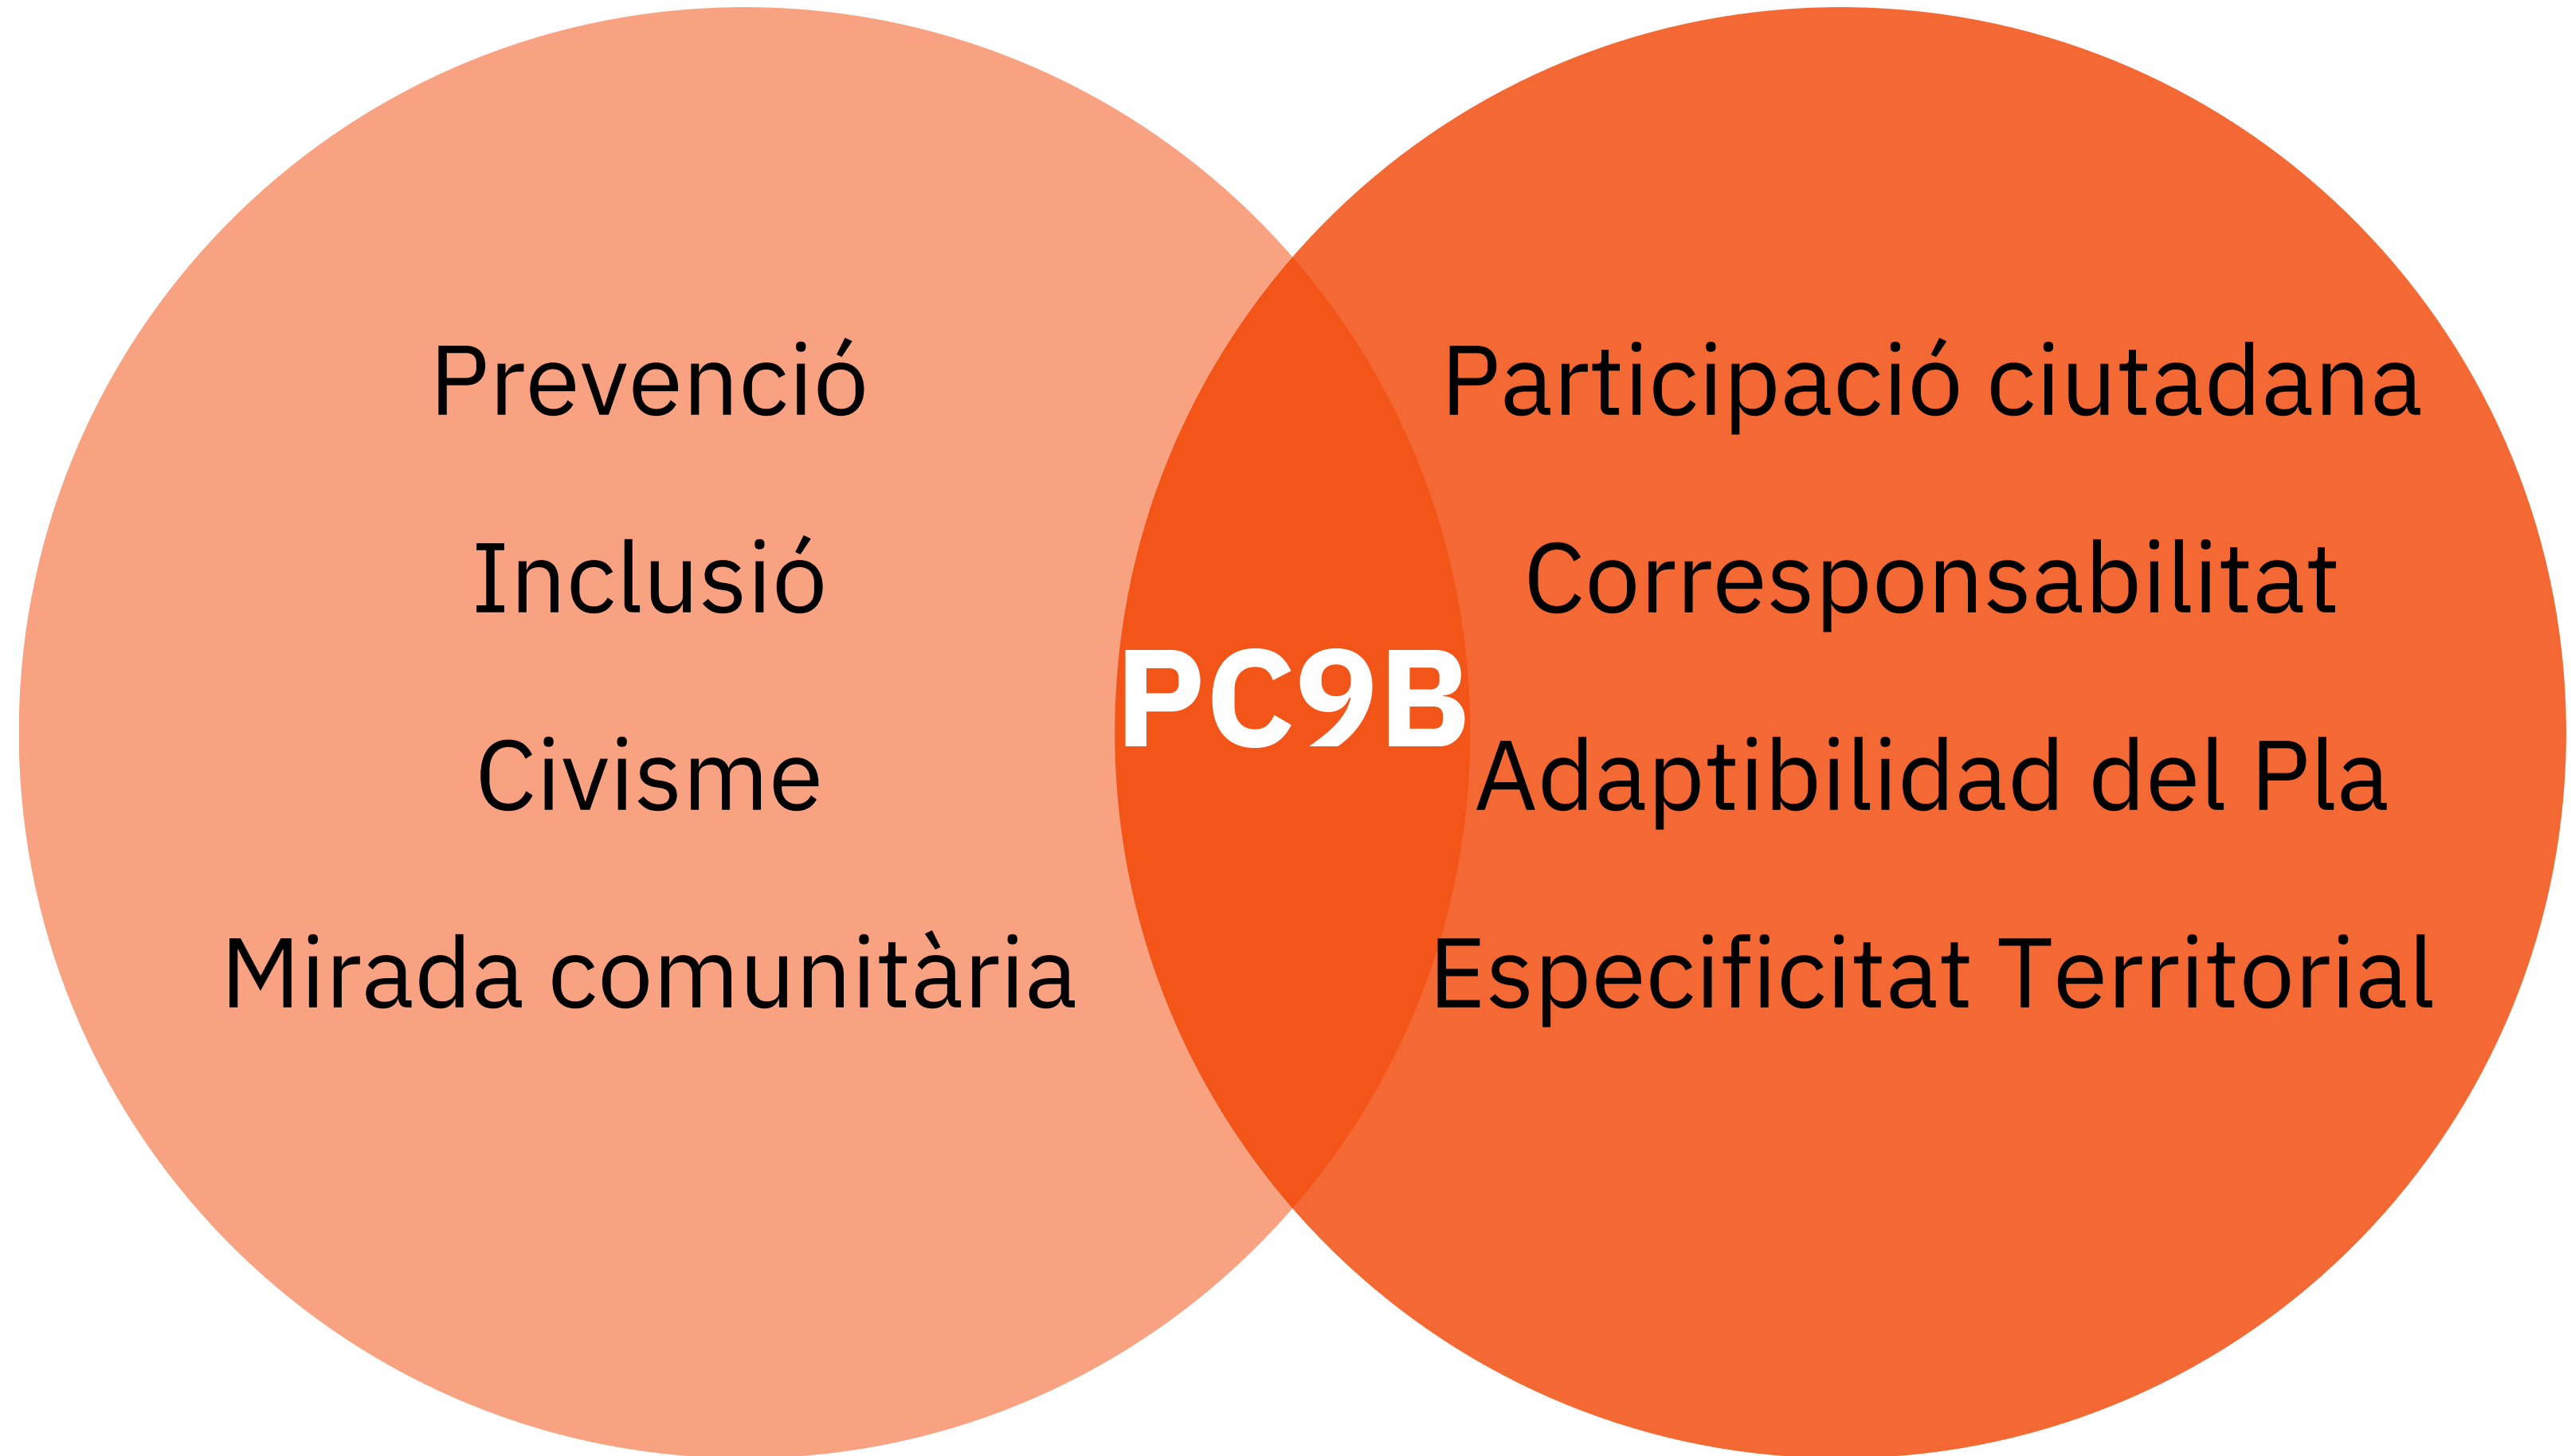 Prevenció
Inclusió
Civisme
Mirada comunitària
PC9B
Participació ciutadana
Corresponsabilitat
Adaptibilidad del Pla
Especificitat Territorial